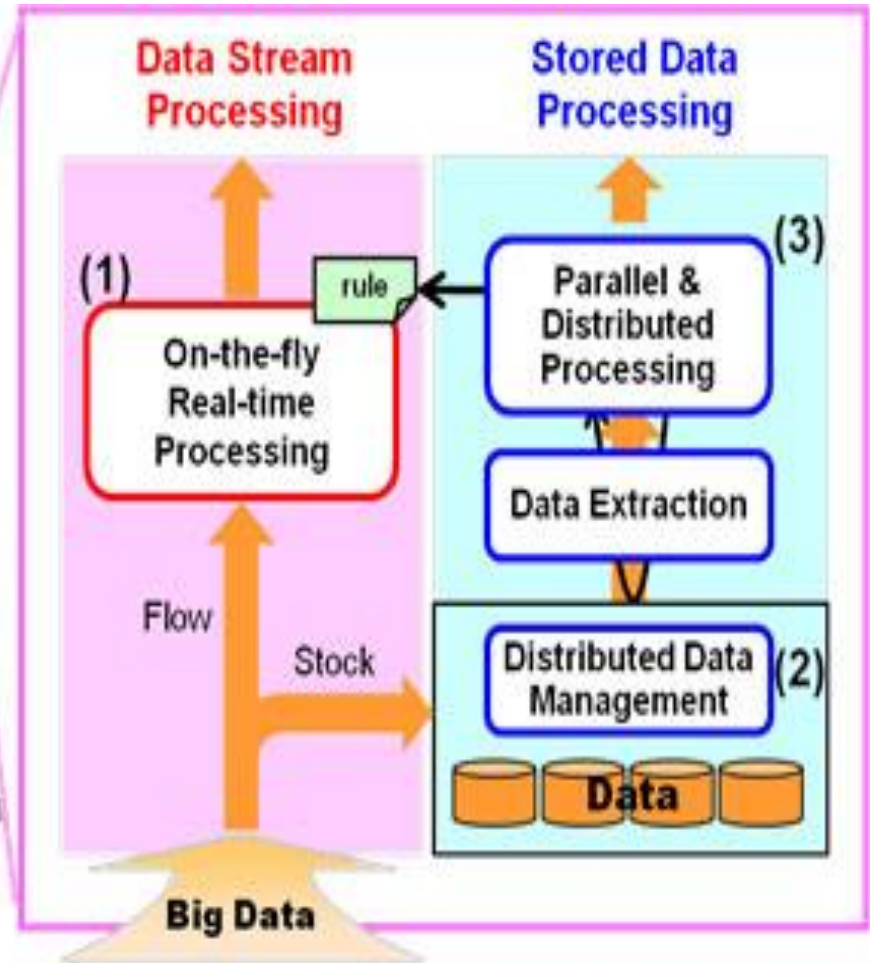 Data Stream
Processing
Stored Data
Processing
(1)
rule
On-the-fly
Real-time
Processing
(3)
Parallel &
Distributed
Processing
Data Extraction
Flow
Stock
Distributed Data
Management
(2)
Data
Big Data